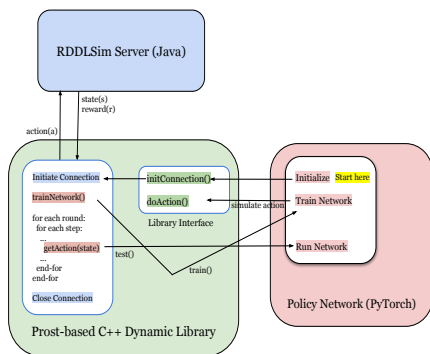 RDDLSim Server (Java)
state(s)
reward(r)
action(a)
Initiate Connection
trainNetwork()
for each round:
for each step:
...
getAction(state)
...
end-for
end-for
Close Connection
initConnection()
doAction()
Library Interface
simulate action
test()
train()
Initialize
Start here
Train Network
Run Network
Prost-based C++ Dynamic Library
Policy Network (PyTorch)